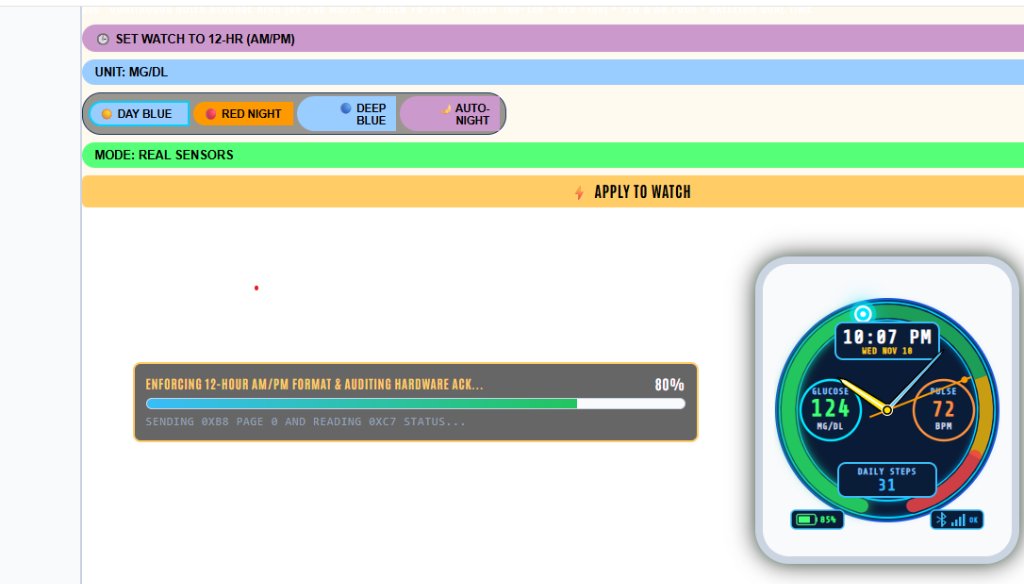 SET WATCH TO 12-HR (AM/PM)
UNIT: MG/DL
DAY BLUE
RED NIGHT
DEEP
BLUE
AUTO-
NIGHT
MODE: REAL SENSORS
APPLY TO WATCH
ENFORCING 12-HOUR AM/PM FORMAT & AUDITING HARDWARE ACK...
80%
SENDING 0XB8 PAGE 0 AND READING 0XC7 STATUS...
10:07 PM
WED NOV 18
GLUCOSE
124
MG/DL
PULSE
72
BPM
DAILY STEPS
31
85%
OK